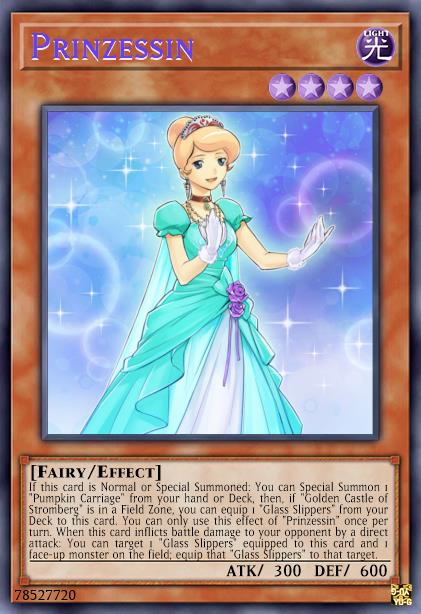 PRINZESSIN
LIGHT
光
[FAIRY/EFFECT]
If this card is Normal or Special Summoned: You can Special Summon 1
"Pumpkin Carriage" from your hand or Deck, then, if "Golden Castle of
Stromberg" is in a Field Zone, you can equip 1 "Glass Slippers" from your
Deck to this card. You can only use this effect of "Prinzessin" once per
turn. When this card inflicts battle damage to your opponent by a direct
attack: You can target 1 "Glass Slippers" equipped to this card and 1
face-up monster on the field; equip that "Glass Slippers" to that target.
ATK/ 300 DEF/ 600
78527720